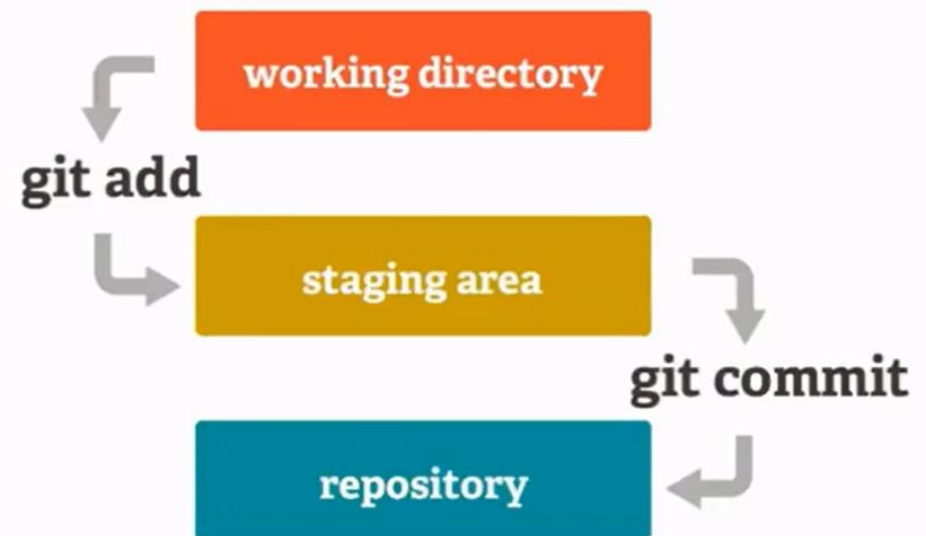 working directory
git add
staging area
git commit
repository